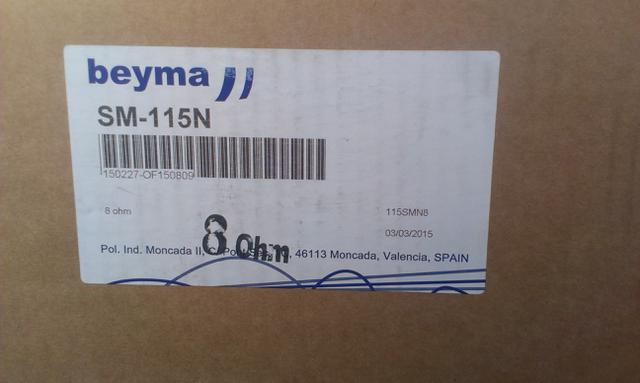 beyma
SM-115N
150227-OF150809
8 ohm
115SMN8
03/03/2015
8 Ohm
Pol. Ind. Moncada II, C/ 9, 46113 Moncada, Valencia, SPAIN